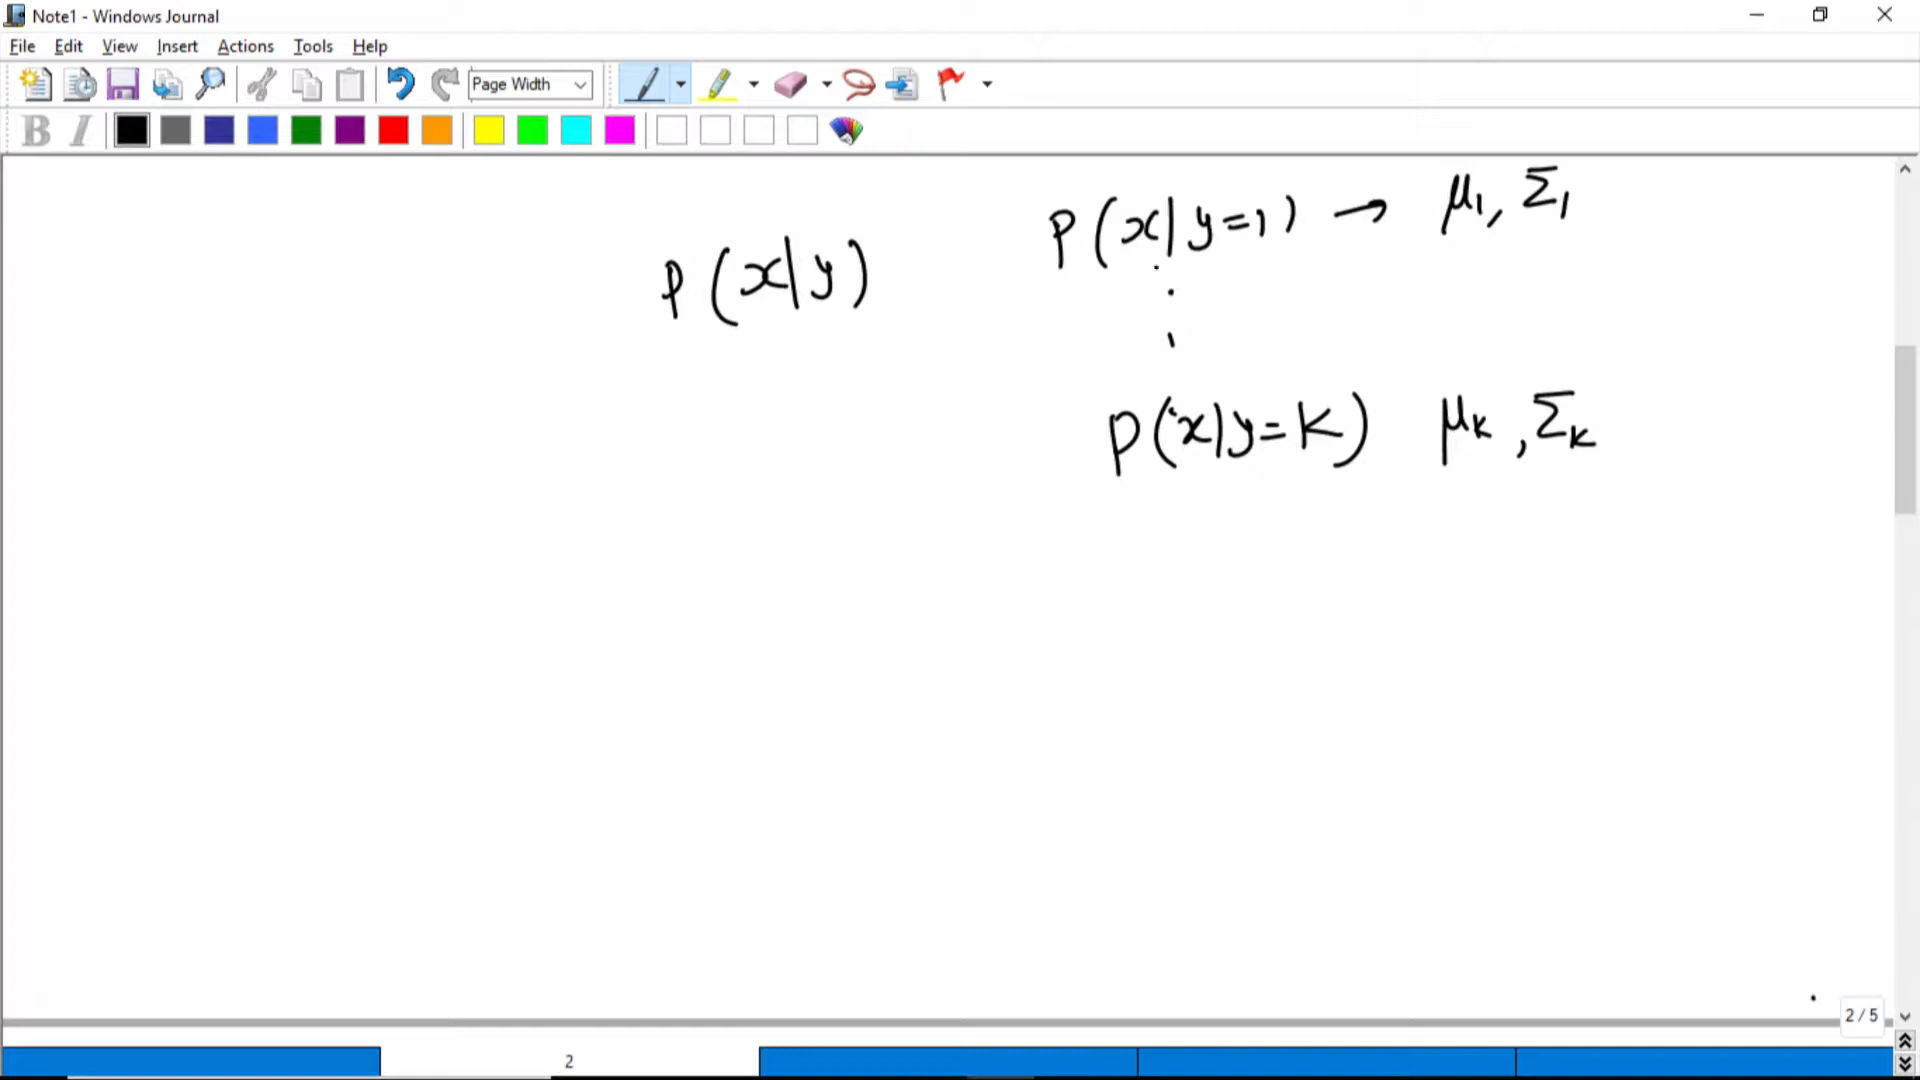 Note1 - Windows Journal
File Edit View Insert Actions Tools Help
Page Width
B I
P(x|y=1) → μ1, Σ1
P(x|y)
P(x|y=K) μK, ΣK
2 / 5
2